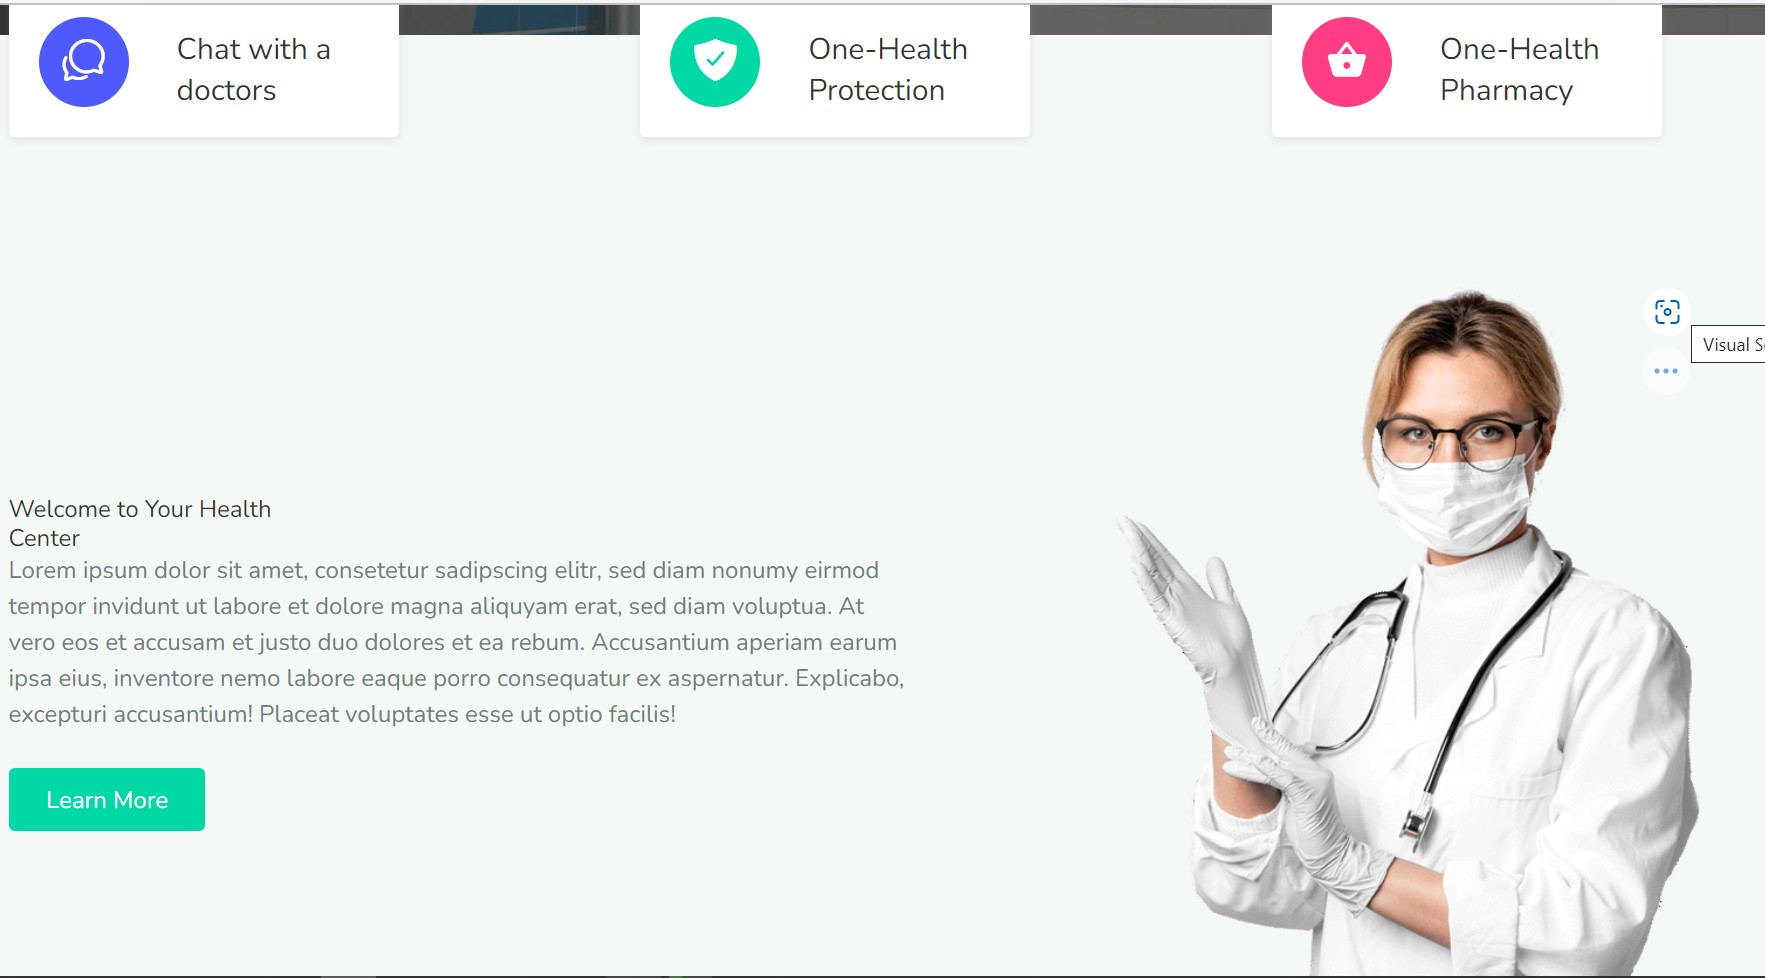 Chat with a
doctors
One-Health
Protection
One-Health
Pharmacy
Visual
Welcome to Your Health
Center
Lorem ipsum dolor sit amet, consetetur sadipscing elitr, sed diam nonumy eirmod
tempor invidunt ut labore et dolore magna aliquyam erat, sed diam voluptua. At
vero eos et accusam et justo duo dolores et ea rebum. Accusantium aperiam earum
ipsa eius, inventore nemo labore eaque porro consequatur ex aspernatur. Explicabo,
excepturi accusantium! Placeat voluptates esse ut optio facilis!
Learn More